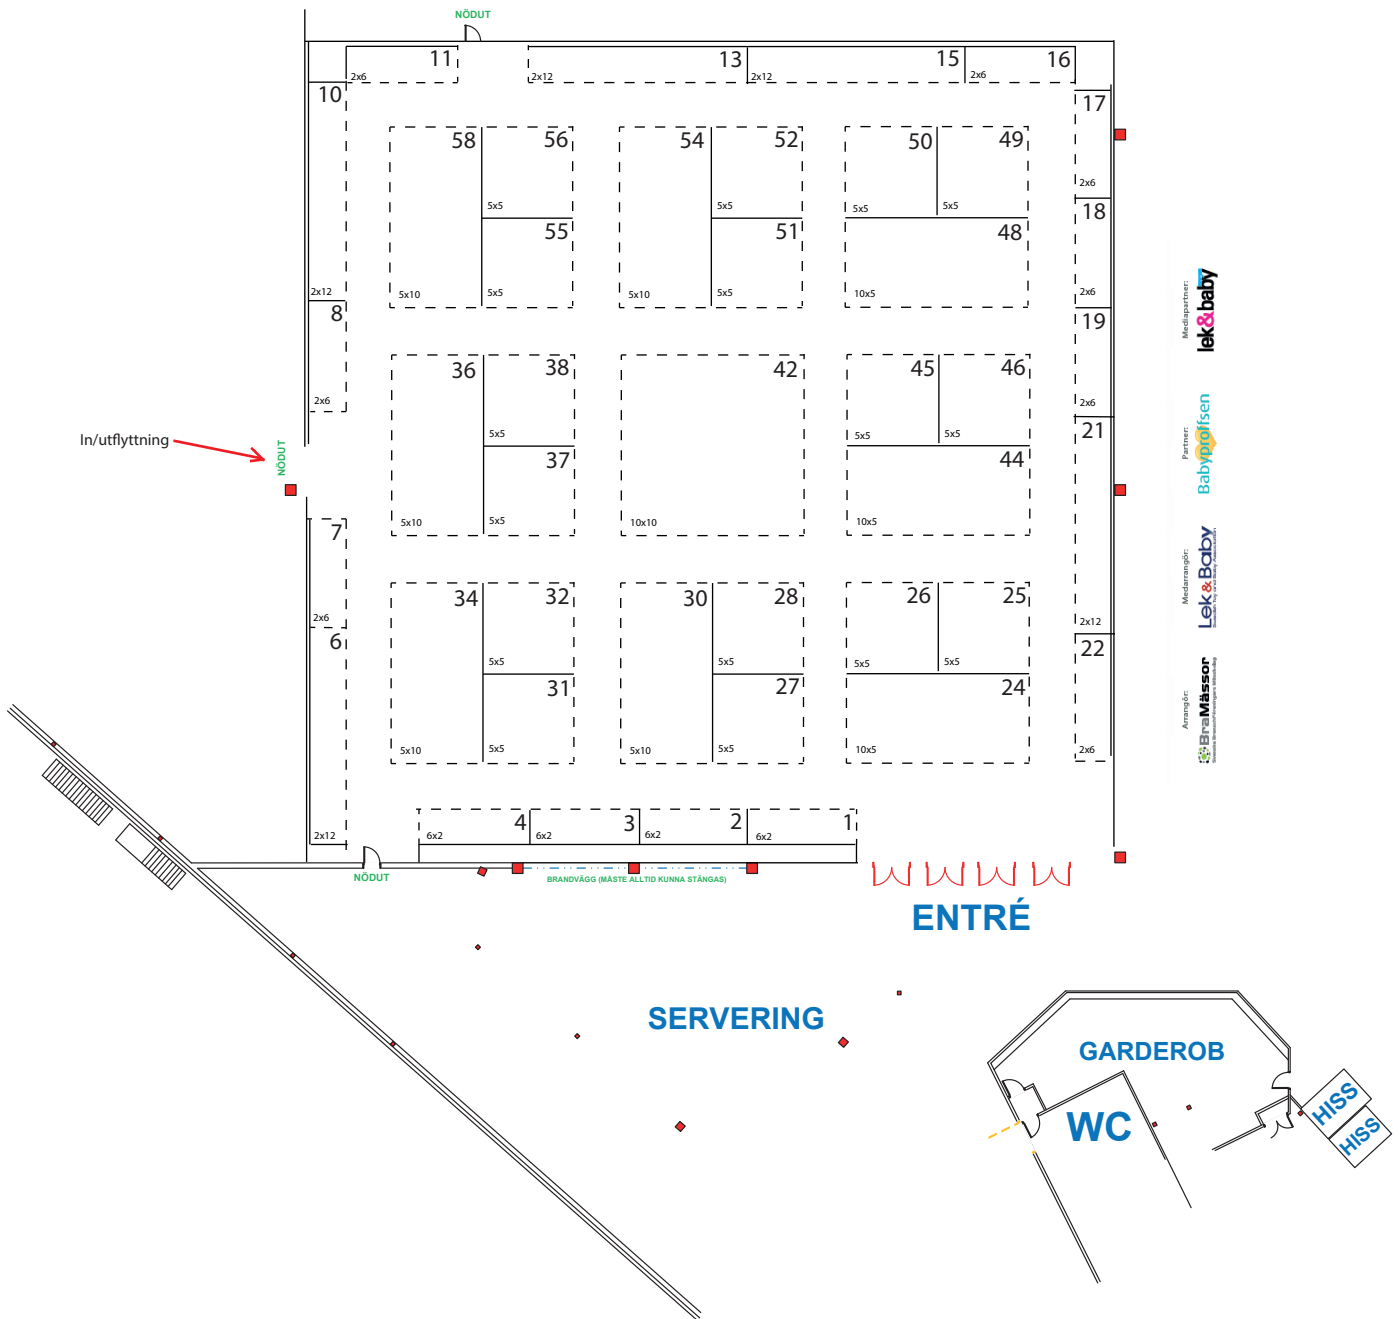 NÖDUT
11
13
15
16
2x6
2x12
2x12
2x6
10
17
58
56
54
52
50
49
2x6
5x5
5x5
5x5
5x5
18
55
51
48
2x12
5x10
5x5
5x10
5x5
10x5
2x6
8
19
36
38
42
45
46
2x6
2x6
In/utflyttning
NÖDUT
5x5
5x5
5x5
21
37
44
5x10
5x5
10x10
10x5
7
2x6
2x12
6
22
34
32
30
28
26
25
5x5
5x5
5x5
5x5
31
27
24
5x10
5x5
5x10
5x5
10x5
2x6
4
3
2
1
2x12
6x2
6x2
6x2
6x2
NÖDUT
BRANDVÄGG (MÅSTE ALLTID KUNNA STÄNGAS)
ENTRÉ
SERVERING
GARDEROB
WC
HISS
HISS
Mediapartner:
lek&baby
Partner:
Babyproffsen
Medarrangör:
Lek&Baby
Arrangör:
BraMässor